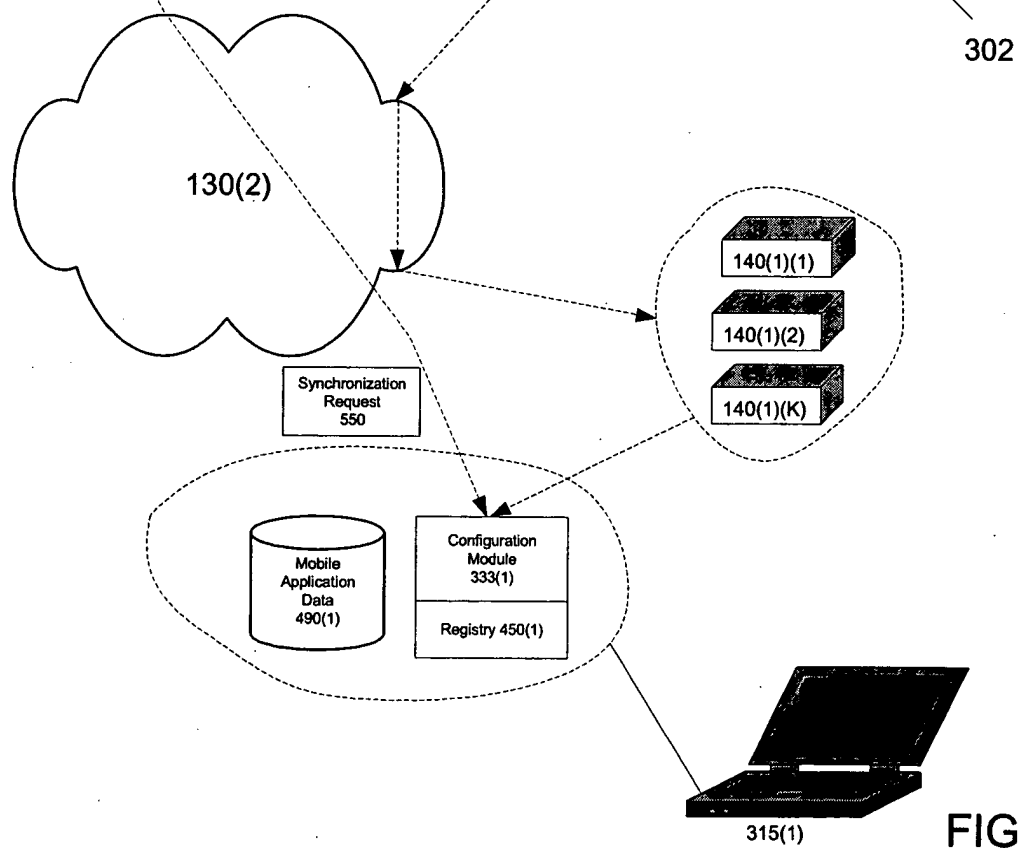 302
130(2)
140(1)(1)
140(1)(2)
140(1)(K)
Synchronization
Request
550
Mobile
Application
Data
490(1)
Configuration
Module
333(1)
Registry 450(1)
315(1)
FIG